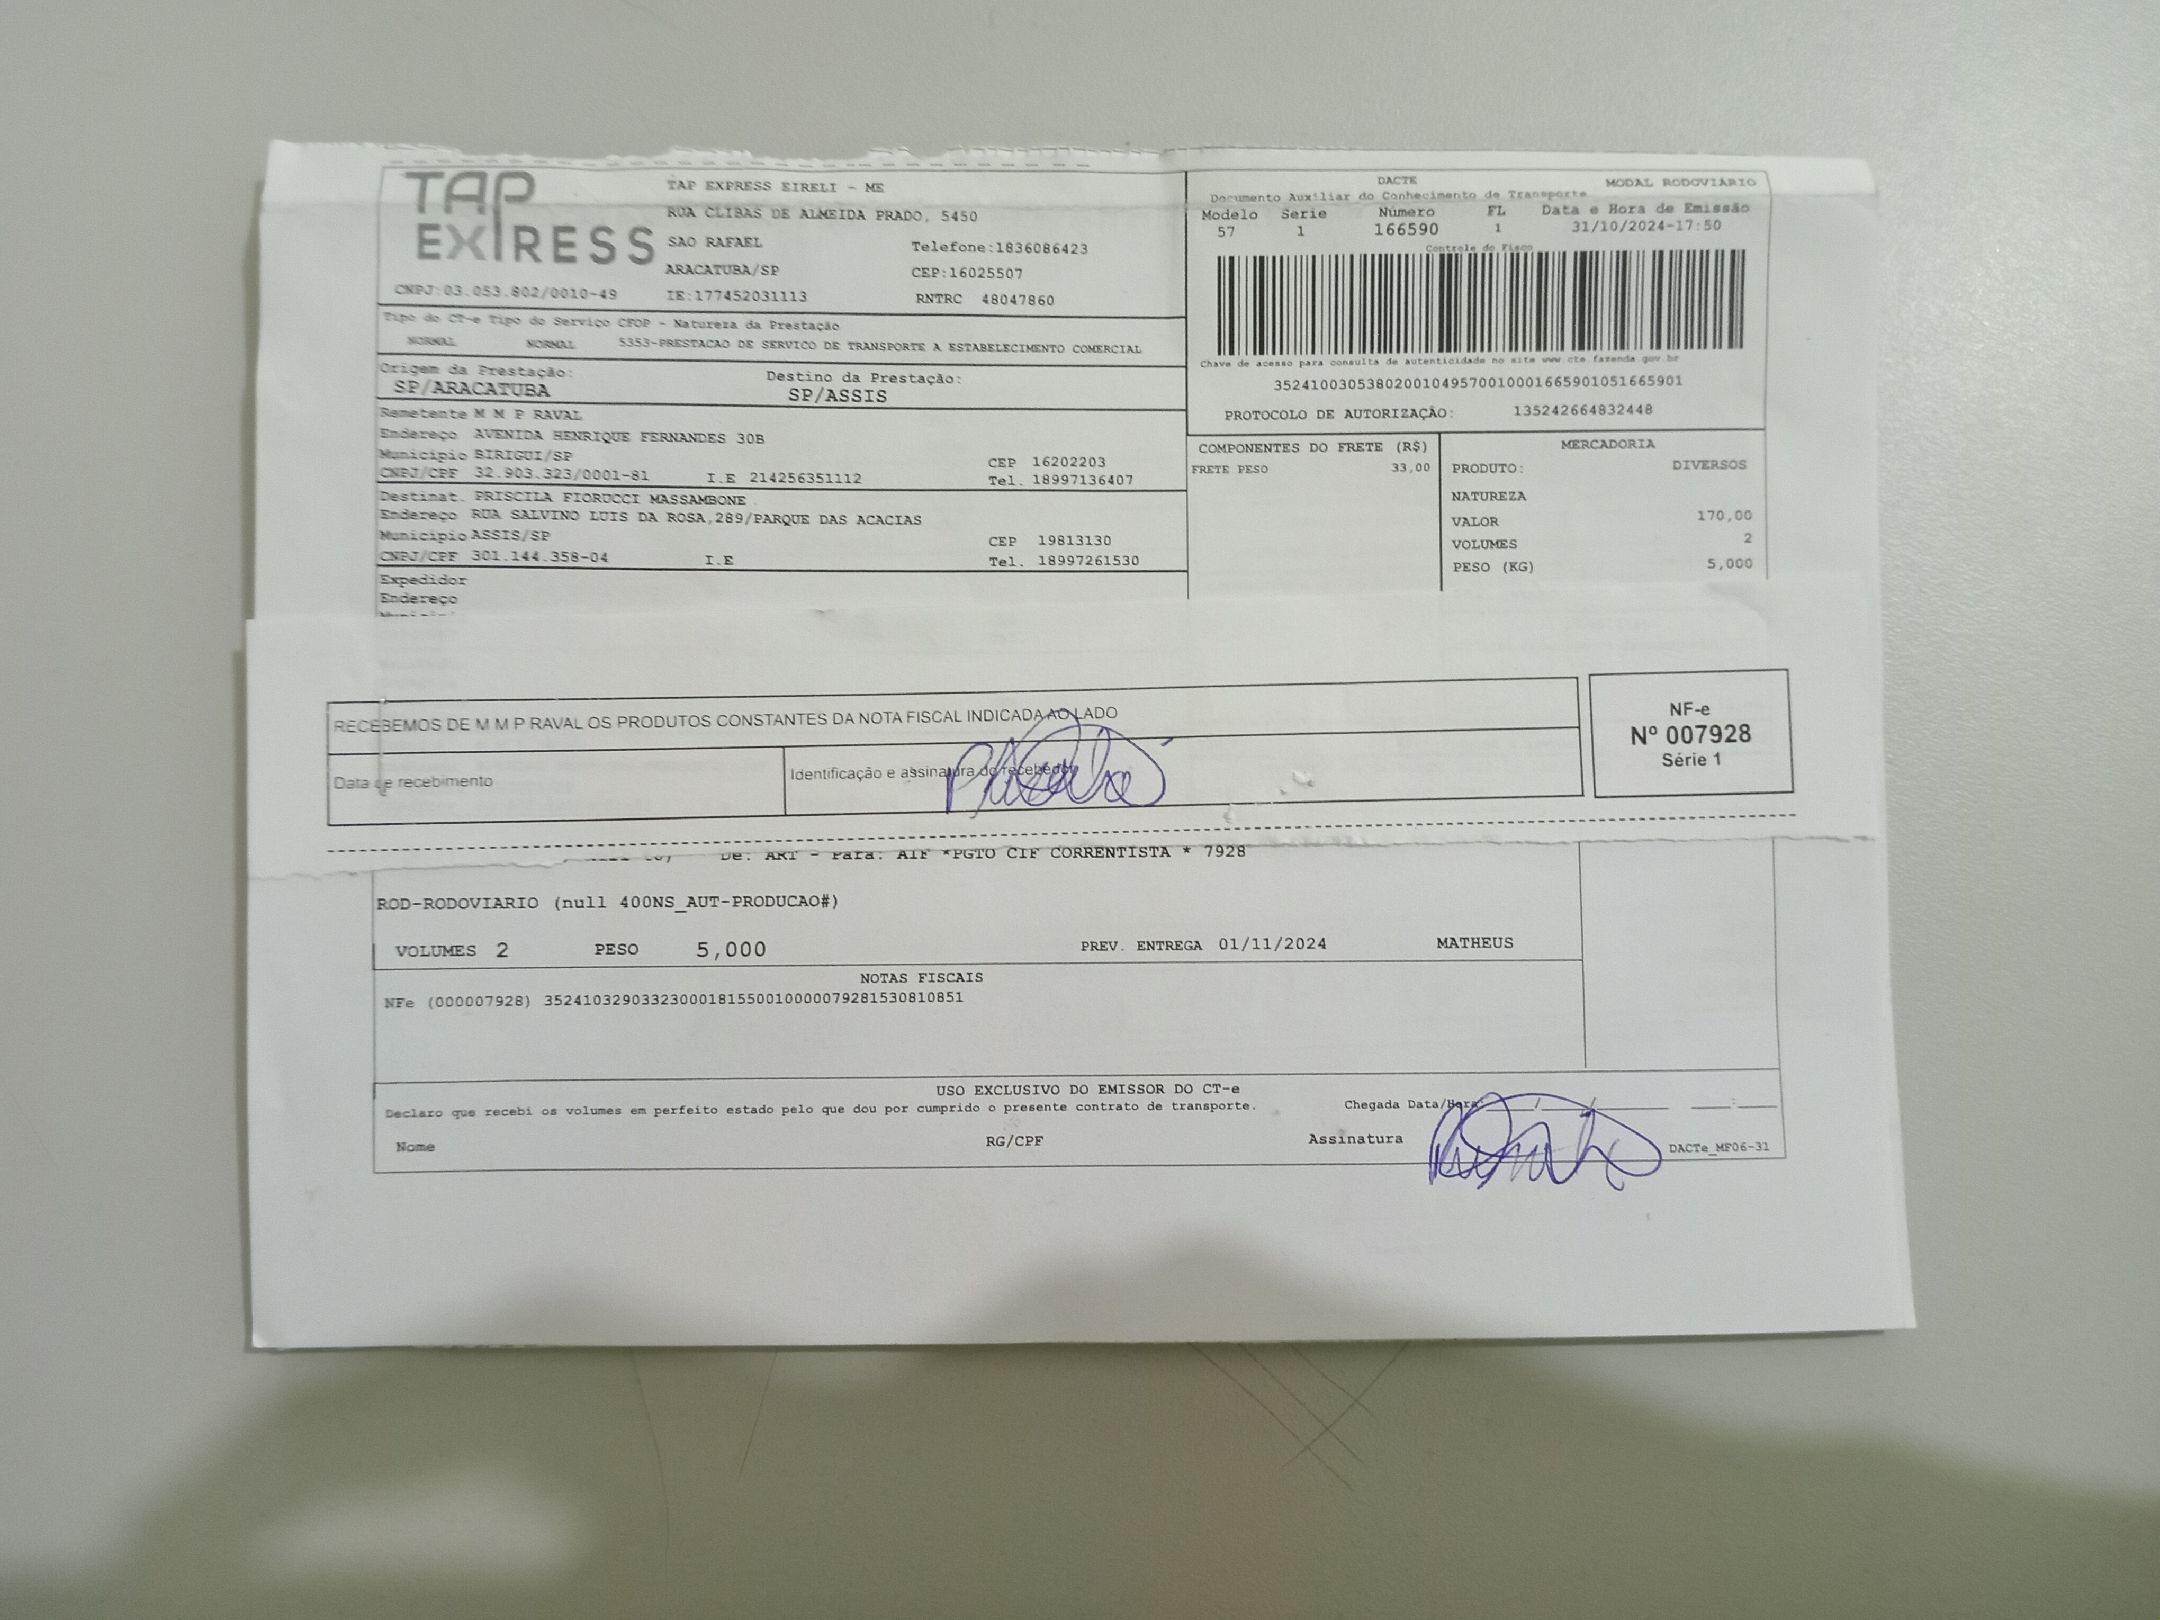 TAP
EXPRESS
TAP EXPRESS EIRELI - ME
RUA CLIBAS DE ALMEIDA PRADO, 5450
SAO RAFAEL Telefone:1836086423
ARACATUBA/SP CEP:16025507
CNPJ:03.053.802/0010-49 IE:177452031113 RNTRC 48047860
DACTE MODAL RODOVIÁRIO
Documento Auxiliar do Conhecimento de Transporte
Modelo Serie Número FL Data e Hora de Emissão
57 1 166590 1 31/10/2024-17:50
Controle do Fisco
Chave de acesso para consulta de autenticidade no site www.cte.fazenda.gov.br
35241003053802001049570010001665901051665901
PROTOCOLO DE AUTORIZAÇÃO: 135242664832448
Tipo do CT-e Tipo do Serviço CFOP - Natureza da Prestação
NORMAL NORMAL 5353-PRESTACAO DE SERVICO DE TRANSPORTE A ESTABELECIMENTO COMERCIAL
Origem da Prestação: Destino da Prestação:
SP/ARACATUBA SP/ASSIS
Remetente M M P RAVAL
Endereço AVENIDA HENRIQUE FERNANDES 30B
Município BIRIGUI/SP CEP 16202203
CNPJ/CPF 32.903.323/0001-81 I.E 214256351112 Tel. 18997136407
Destinat. PRISCILA FIORUCCI MASSAMBONE
Endereço RUA SALVINO LUIS DA ROSA,289/PARQUE DAS ACACIAS
Município ASSIS/SP CEP 19813130
CNPJ/CPF 301.144.358-04 I.E Tel. 18997261530
Expedidor
Endereço
COMPONENTES DO FRETE (R$)
FRETE PESO 33,00
MERCADORIA
PRODUTO: DIVERSOS
NATUREZA
VALOR 170,00
VOLUMES 2
PESO (KG) 5,000
RECEBEMOS DE M M P RAVAL OS PRODUTOS CONSTANTES DA NOTA FISCAL INDICADA AO LADO
Data de recebimento Identificação e assinatura do recebedor
NF-e
Nº 007928
Série 1
De: ART - Para: AIF *PGTO CIF CORRENTISTA * 7928
ROD-RODOVIARIO (null 400NS_AUT-PRODUCAO#)
VOLUMES 2 PESO 5,000 PREV. ENTREGA 01/11/2024 MATHEUS
NOTAS FISCAIS
NFe (000007928) 35241032903323000181550010000079281530810851
USO EXCLUSIVO DO EMISSOR DO CT-e
Declaro que recebi os volumes em perfeito estado pelo que dou por cumprido o presente contrato de transporte. Chegada Data/Hora: __/__/____ __:__
Nome RG/CPF Assinatura DACTe_MF06-31